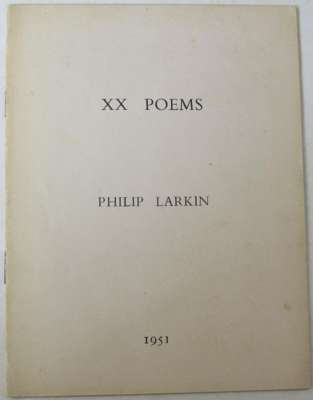 XX POEMS
PHILIP LARKIN
1951